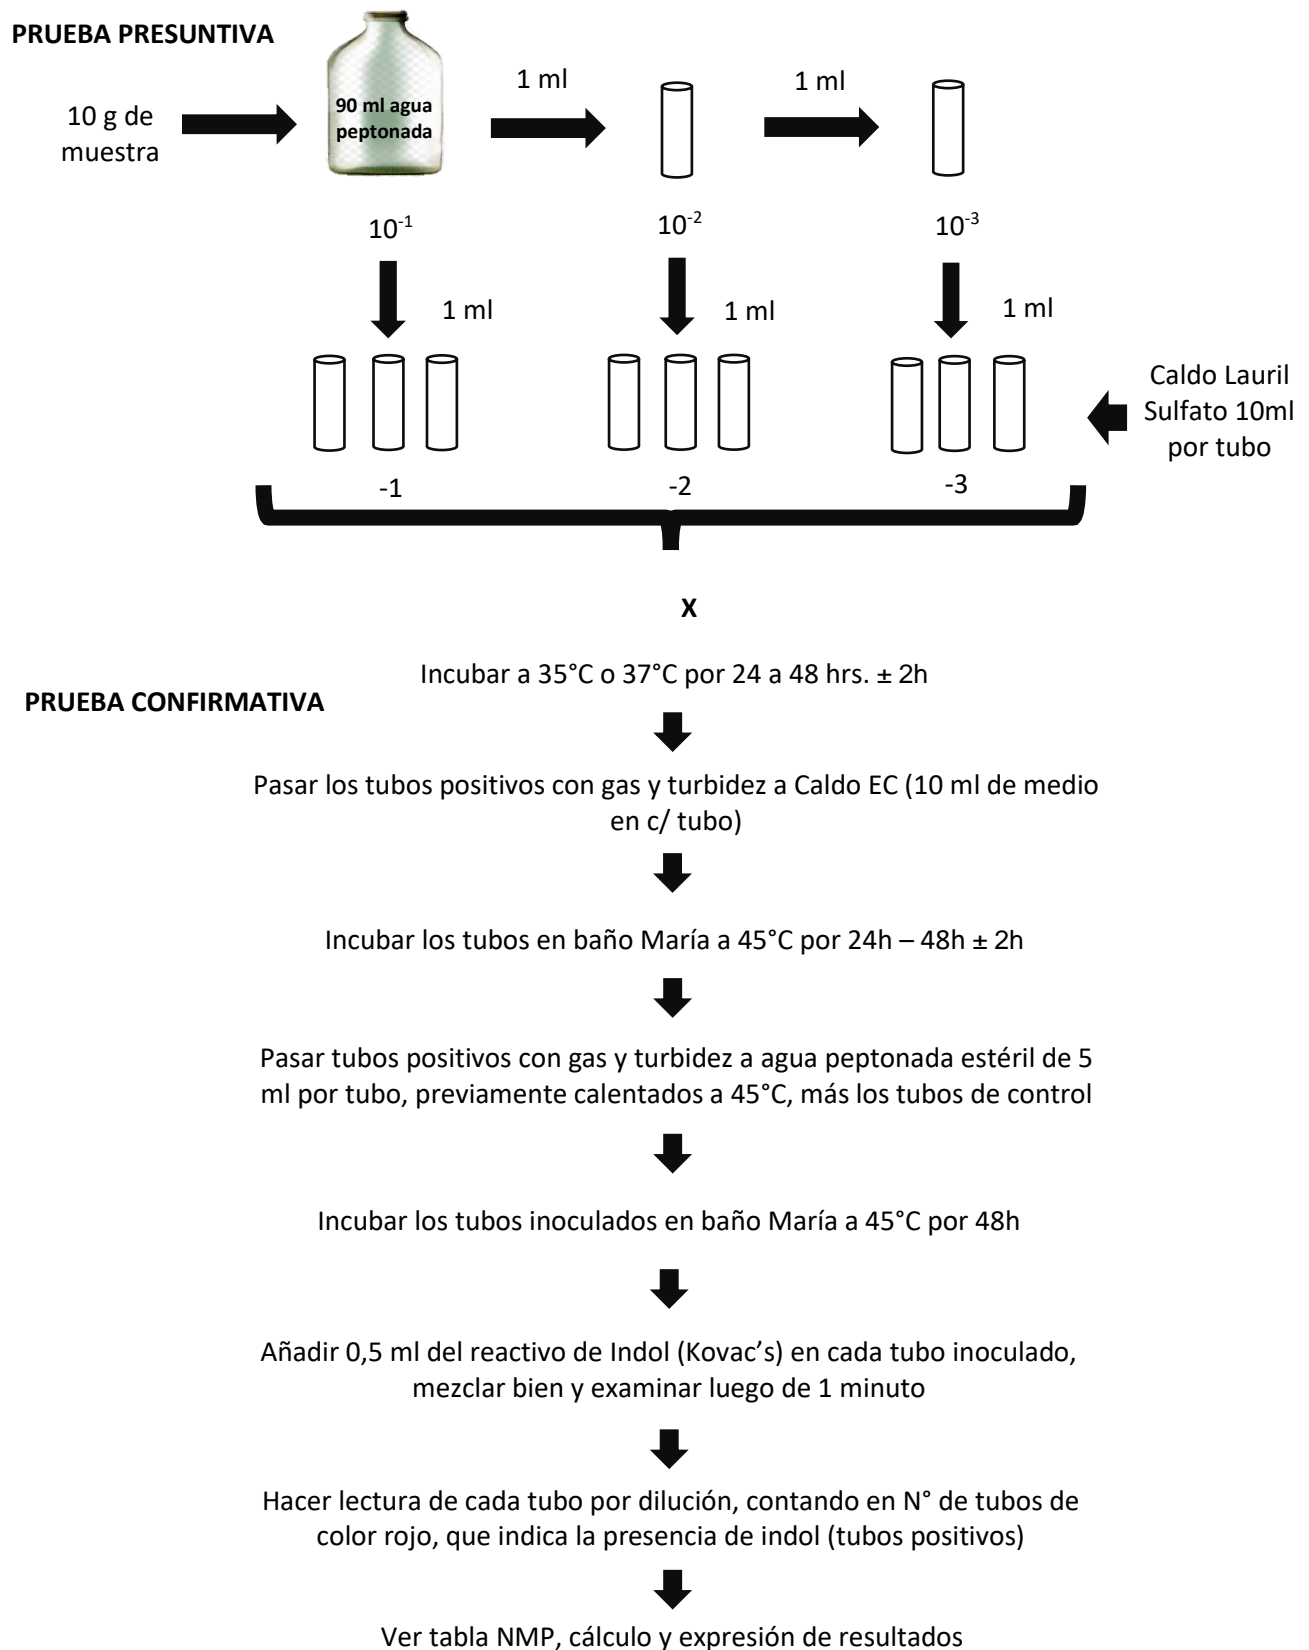 PRUEBA PRESUNTIVA
10 g de
muestra
90 ml agua
peptonada
1 ml
1 ml
10-1
10-2
10-3
1 ml
1 ml
1 ml
Caldo Lauril
Sulfato 10ml
por tubo
-1
-2
-3
X
Incubar a 35°C o 37°C por 24 a 48 hrs. ± 2h
PRUEBA CONFIRMATIVA
Pasar los tubos positivos con gas y turbidez a Caldo EC (10 ml de medio
en c/ tubo)
Incubar los tubos en baño María a 45°C por 24h – 48h ± 2h
Pasar tubos positivos con gas y turbidez a agua peptonada estéril de 5
ml por tubo, previamente calentados a 45°C, más los tubos de control
Incubar los tubos inoculados en baño María a 45°C por 48h
Añadir 0,5 ml del reactivo de Indol (Kovac’s) en cada tubo inoculado,
mezclar bien y examinar luego de 1 minuto
Hacer lectura de cada tubo por dilución, contando en N° de tubos de
color rojo, que indica la presencia de indol (tubos positivos)
Ver tabla NMP, cálculo y expresión de resultados